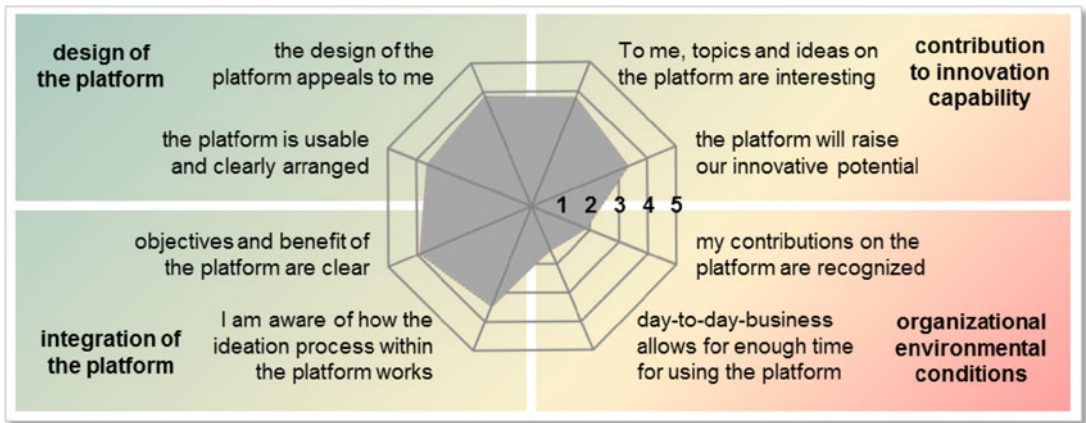 design of
the platform
the design of the
platform appeals to me
the platform is usable
and clearly arranged
To me, topics and ideas on
the platform are interesting
contribution
to innovation
capability
the platform will raise
our innovative potential
1 2 3 4 5
objectives and benefit of
the platform are clear
integration of
the platform
I am aware of how the
ideation process within
the platform works
my contributions on the
platform are recognized
day-to-day-business
allows for enough time
for using the platform
organizational
environmental
conditions